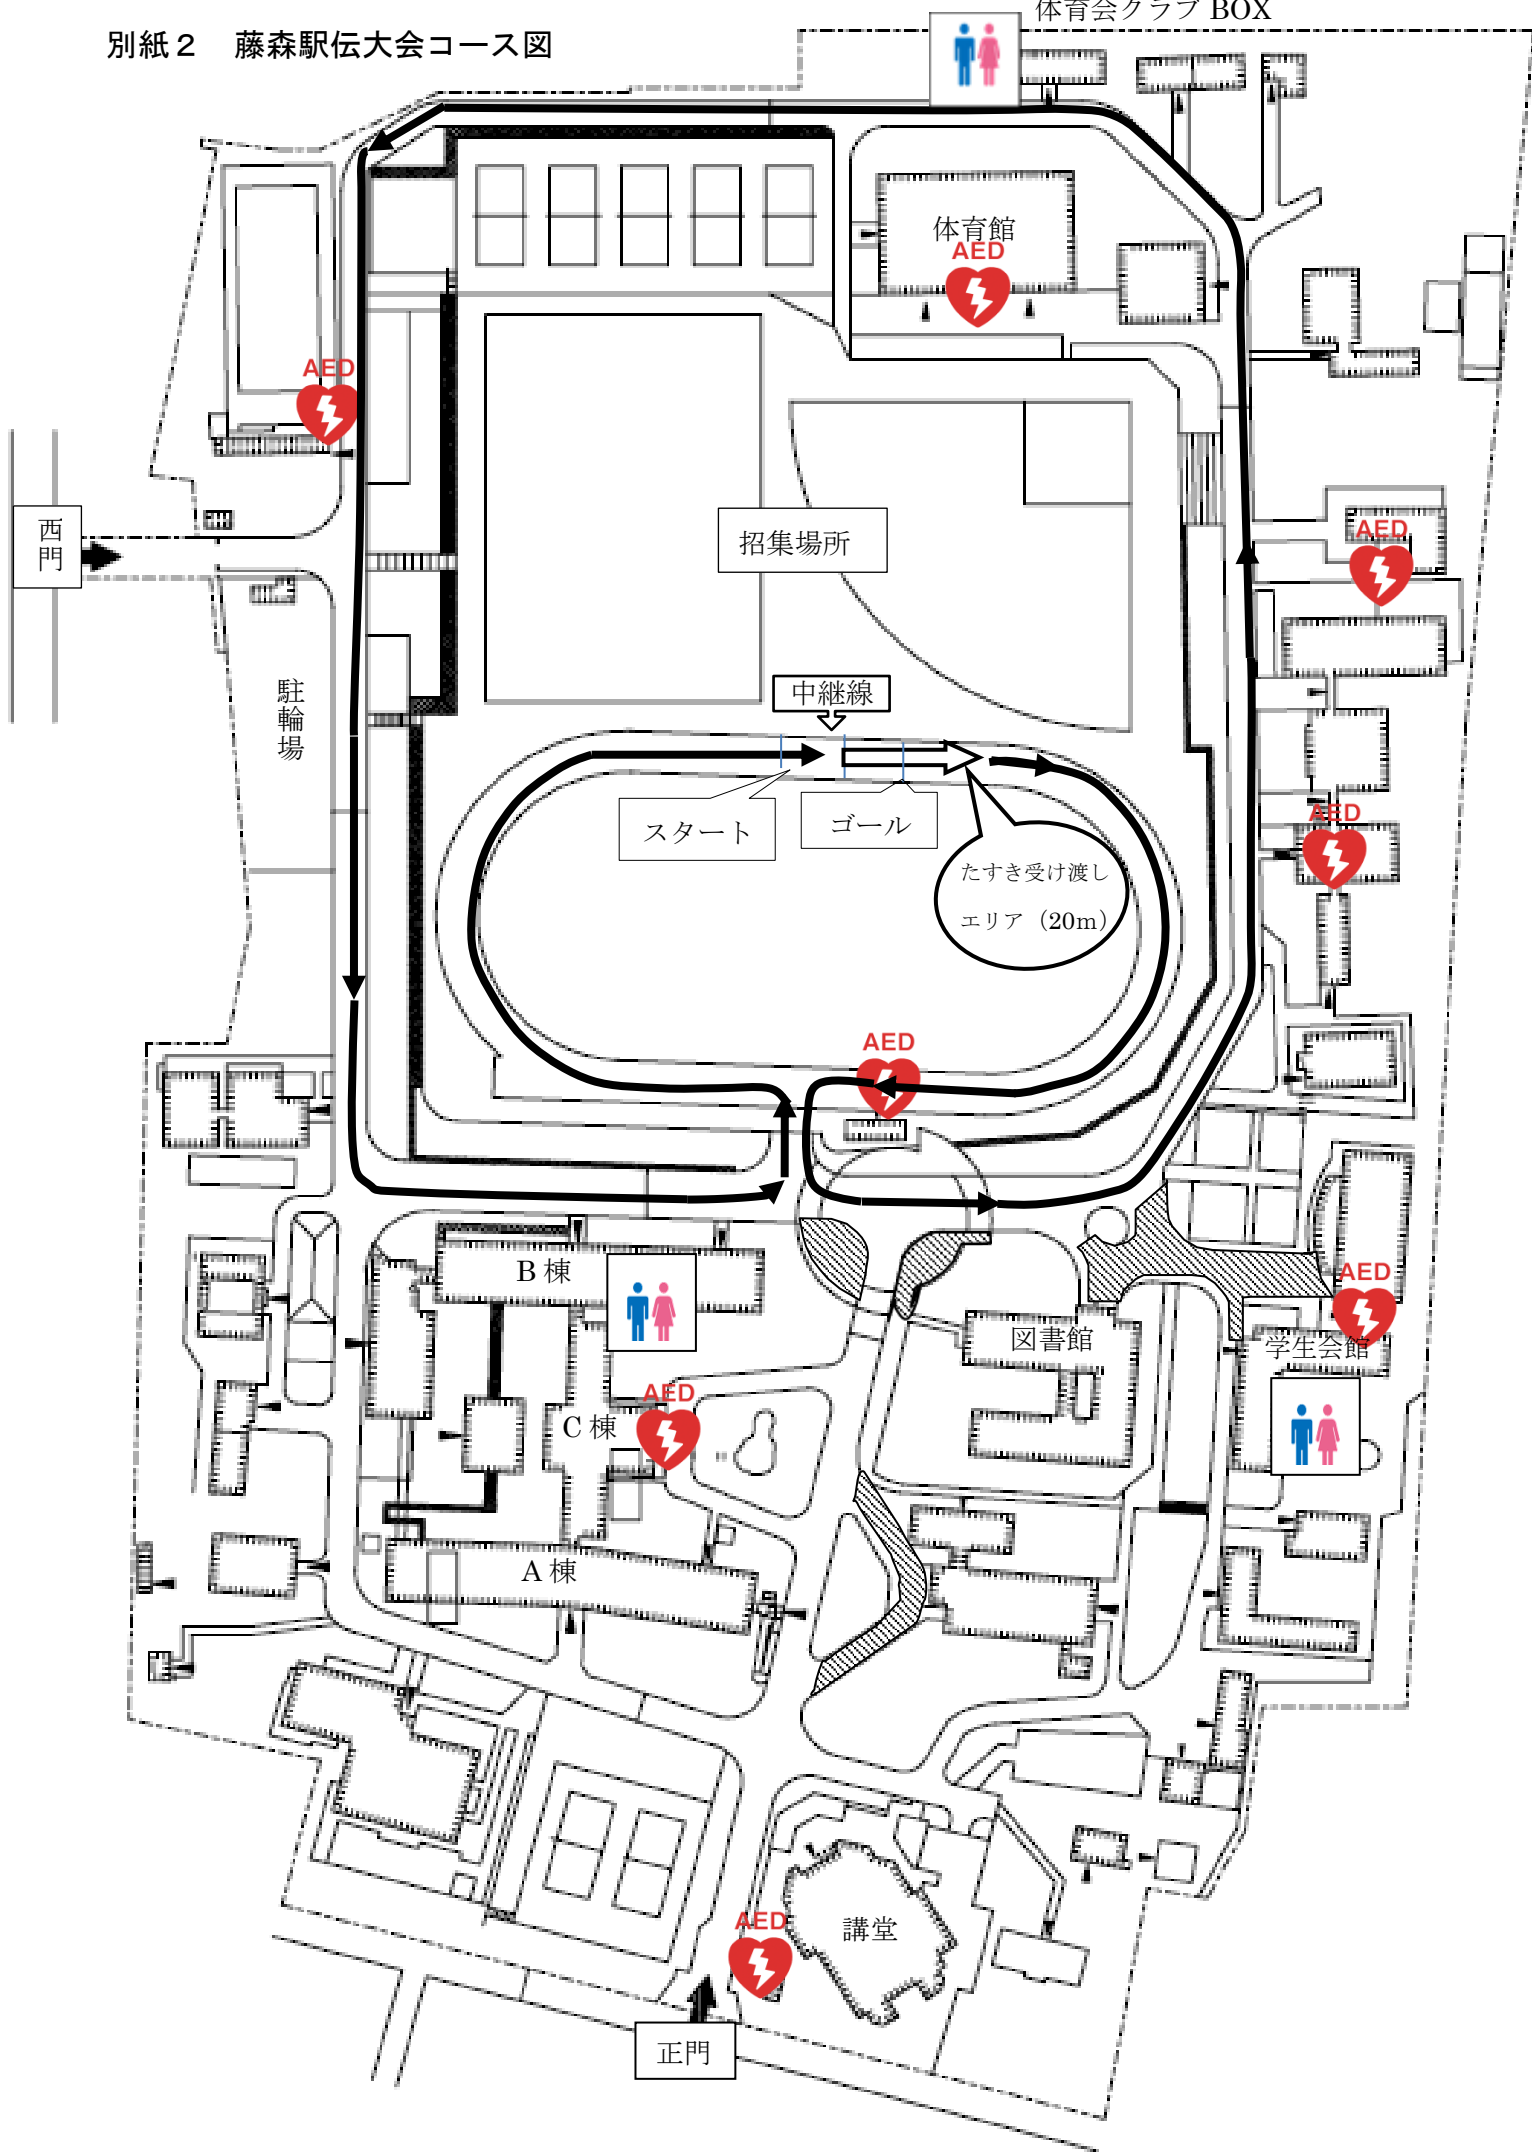 体育会クラブ BOX
別紙２　藤森駅伝大会コース図
体育館
AED
AED
西門
招集場所
AED
駐輪場
中継線
スタート
ゴール
AED
たすき受け渡し
エリア（20m）
AED
B 棟
AED
図書館
学生会館
AED
C 棟
A 棟
AED
講堂
正門